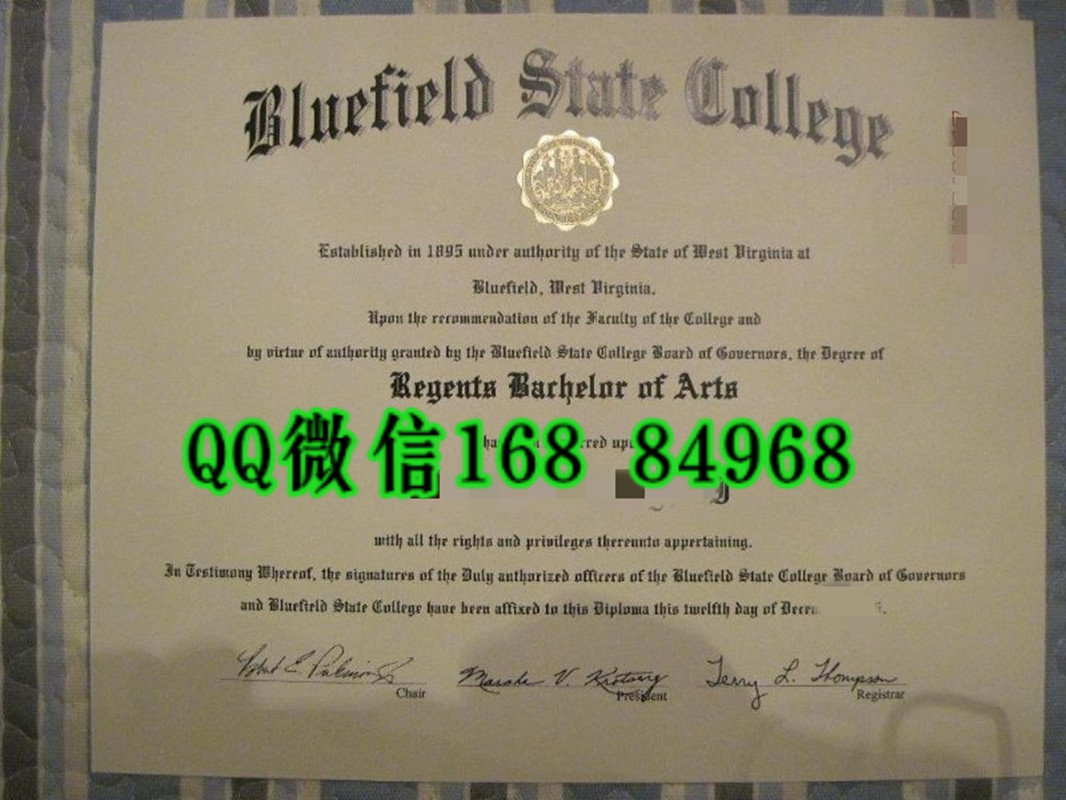 Bluefield State College
Established in 1895 under authority of the State of West Virginia at
Bluefield, West Virginia.
Upon the recommendation of the Faculty of the College and
by virtue of authority granted by the Bluefield State College Board of Governors, the Degree of
Regents Bachelor of Arts
QQ微信168 84968
with all the rights and privileges thereunto appertaining.
In Testimony Whereof, the signatures of the Duly authorized officers of the Bluefield State College Board of Governors
and Bluefield State College have been affixed to this Diploma this twelfth day of
Terry L. Thompson
Chair
President
Registrar